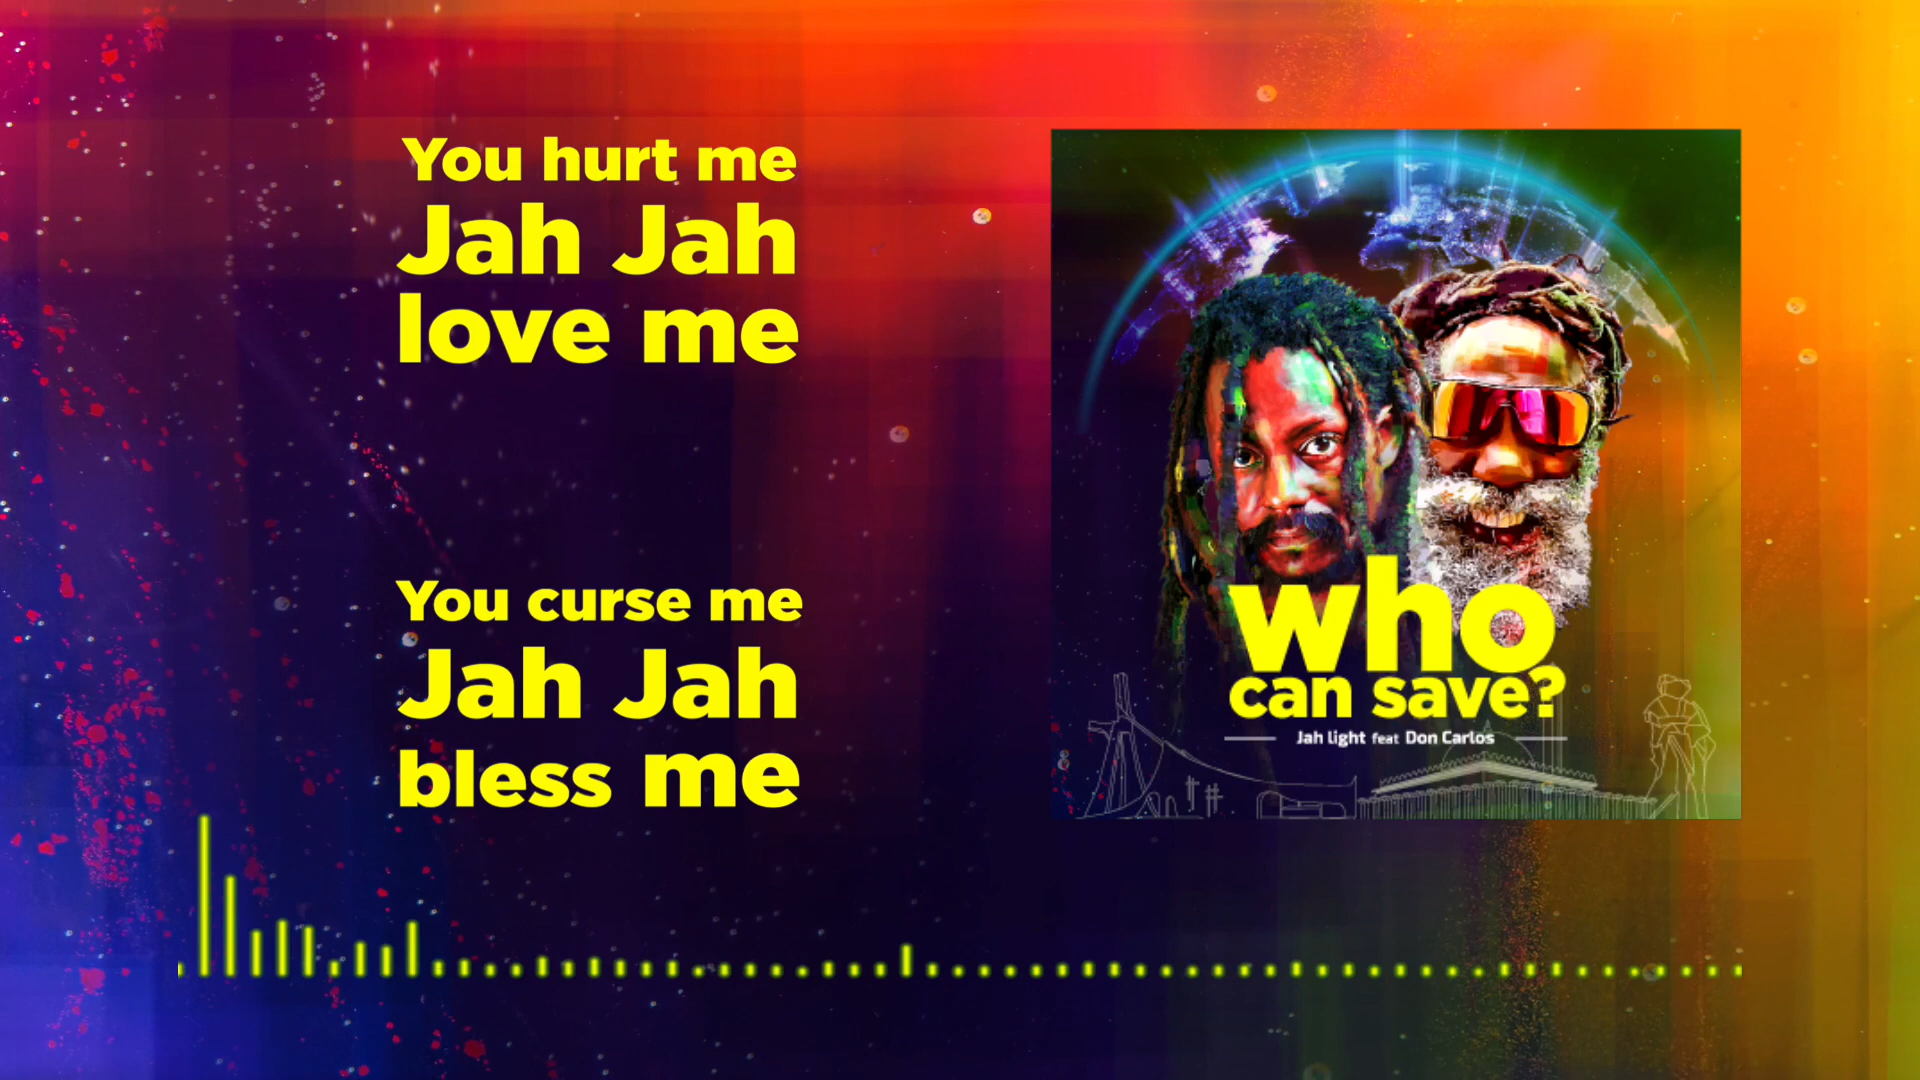 You hurt me
Jah Jah
love me
You curse me
Jah Jah
bless me
who
can save?
Jah light feat Don Carlos